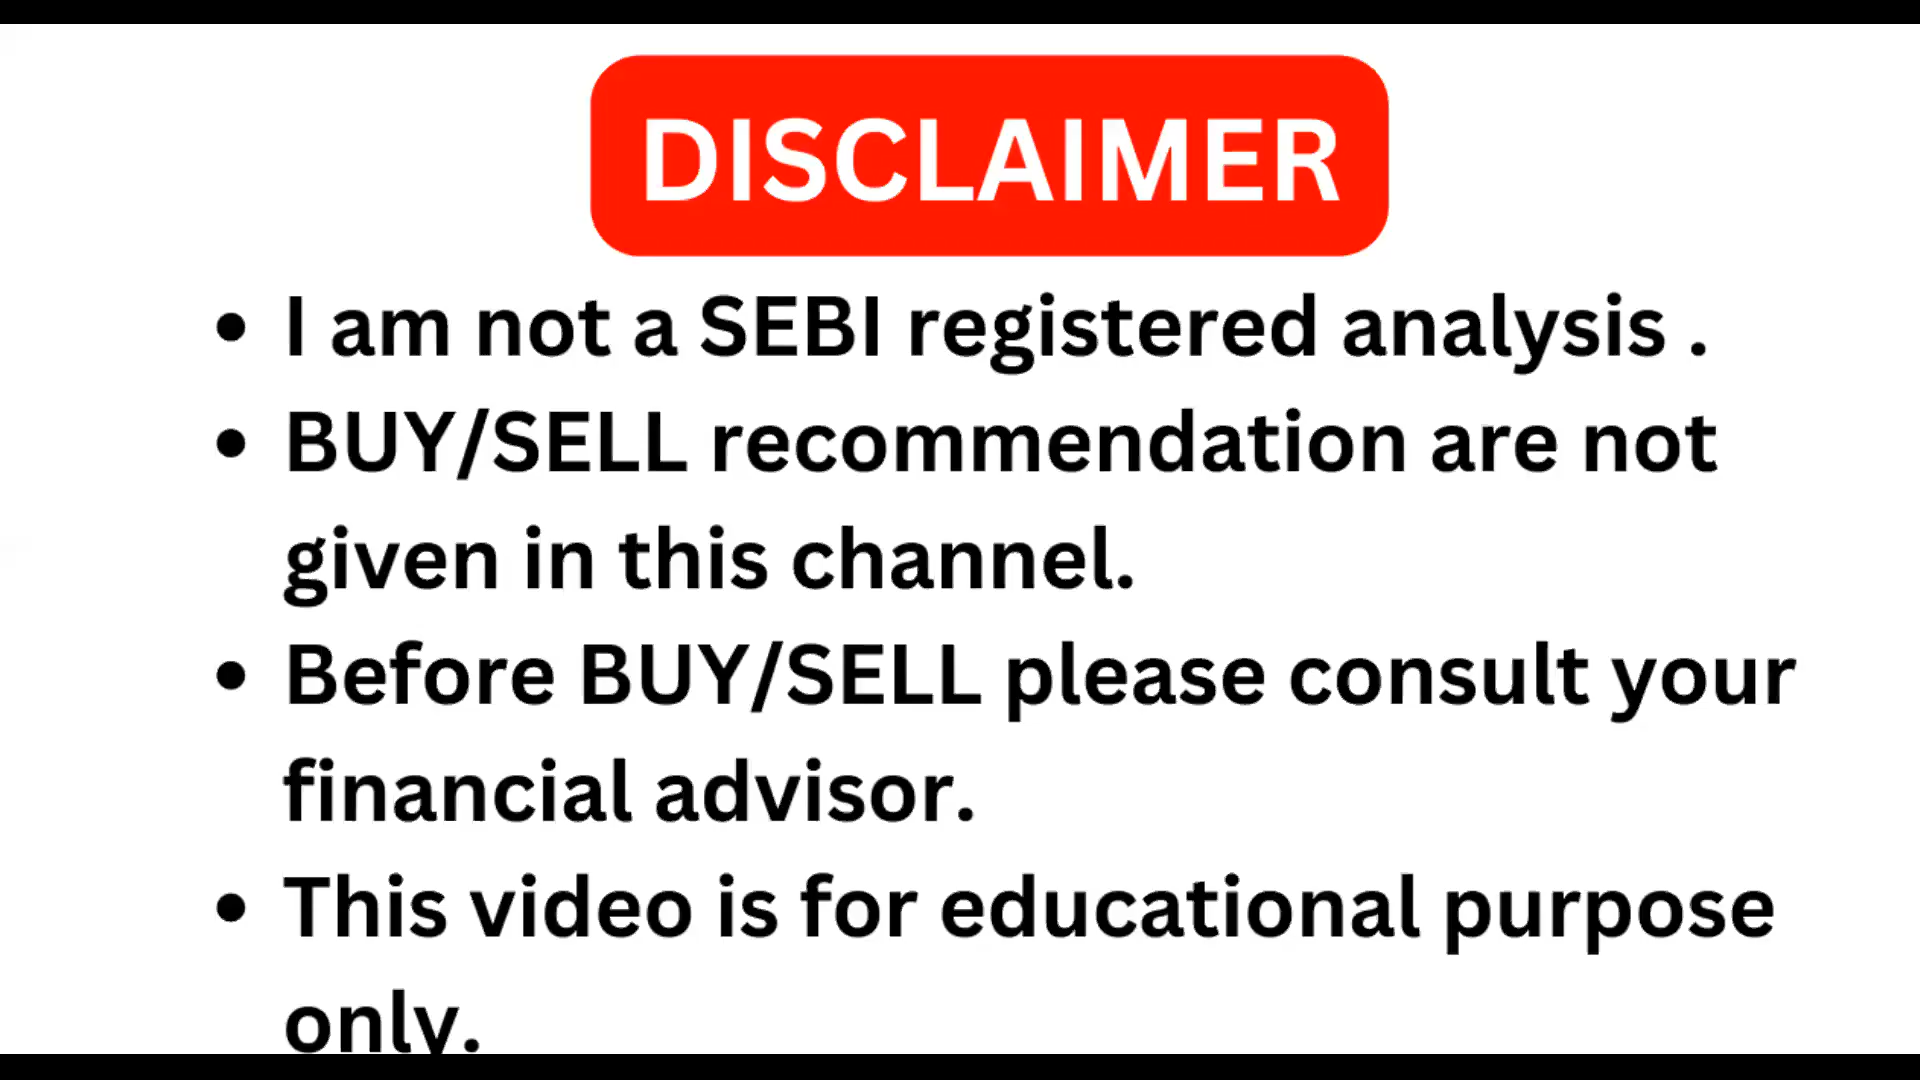 DISCLAIMER
• I am not a SEBI registered analysis .
• BUY/SELL recommendation are not
given in this channel.
• Before BUY/SELL please consult your
financial advisor.
• This video is for educational purpose
only.